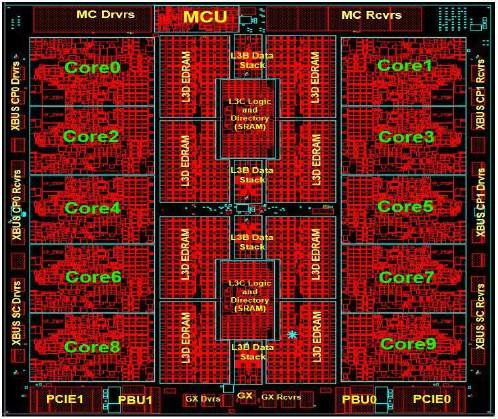 MC Drvrs
MCU
MC Rcvrs
Core0
Core1
L3B Data
Stack
L3D EDRAM
L3D EDRAM
XBUS CP0 Drvrs
XBUS CP1 Rcvrs
L3C Logic
and
Directory
(SRAM)
Core2
Core3
L3D EDRAM
L3D EDRAM
L3B Data
Stack
XBUS CP0 Rcvrs
XBUS CP1 Drvrs
Core4
Core5
L3B Data
Stack
L3D EDRAM
L3D EDRAM
L3C Logic
and
Directory
(SRAM)
Core6
Core7
XBUS SC Drvrs
XBUS SC Rcvrs
L3D EDRAM
L3D EDRAM
Core8
Core9
L3B Data
Stack
PCIE1
PBU1
GX Dvrs
GX
GX Rcvrs
PBU0
PCIE0